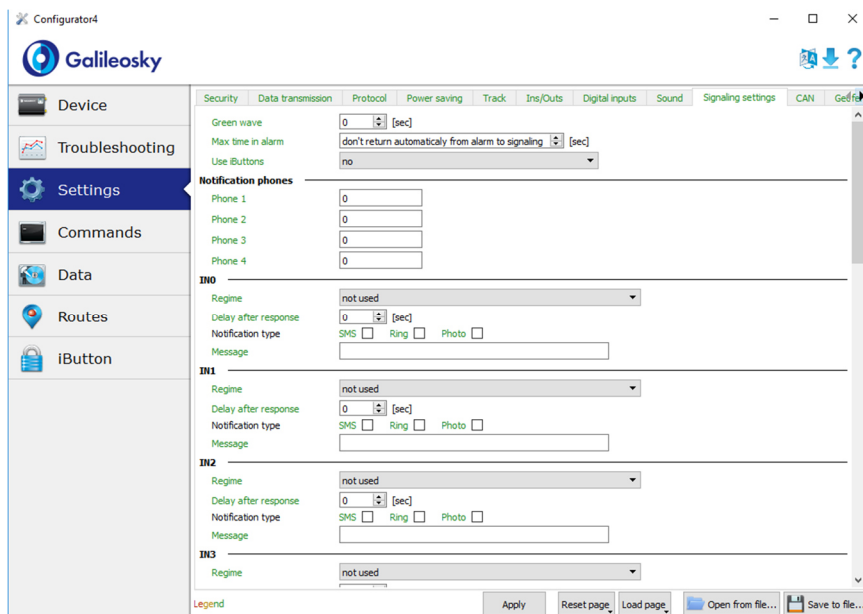 Configurator4
Galileosky
Device
Troubleshooting
Settings
Commands
Data
Routes
iButton
Security Data transmission Protocol Power saving Track Ins/Outs Digital inputs Sound Signaling settings CAN
Green wave 0 [sec]
Max time in alarm don't return automaticaly from alarm to signaling [sec]
Use iButtons no
Notification phones
Phone 1 0
Phone 2 0
Phone 3 0
Phone 4 0
IN0
Regime not used
Delay after response 0 [sec]
Notification type SMS Ring Photo
Message
IN1
Regime not used
Delay after response 0 [sec]
Notification type SMS Ring Photo
Message
IN2
Regime not used
Delay after response 0 [sec]
Notification type SMS Ring Photo
Message
IN3
Regime not used
Legend Apply Reset page Load page Open from file... Save to file...